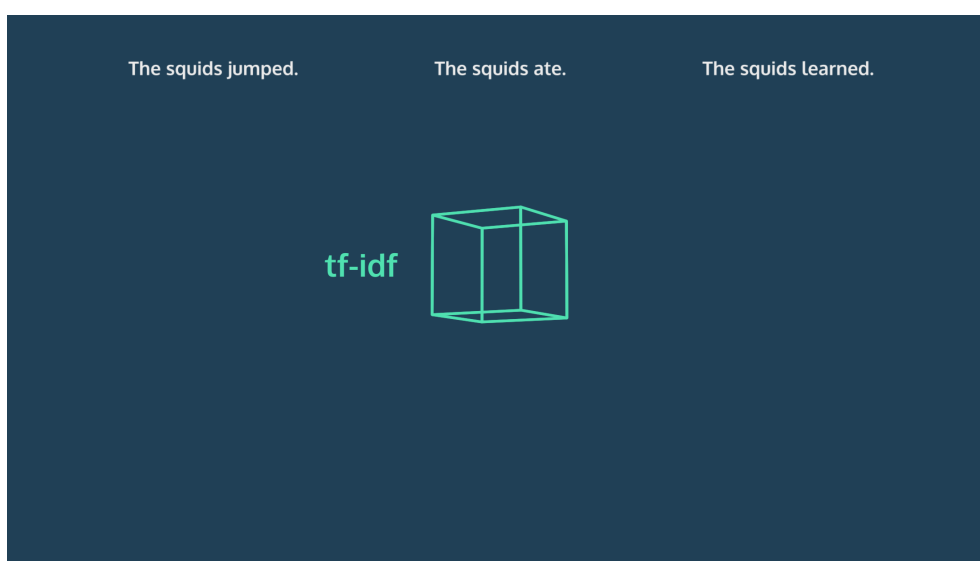 The squids jumped.
The squids ate.
The squids learned.
tf-idf